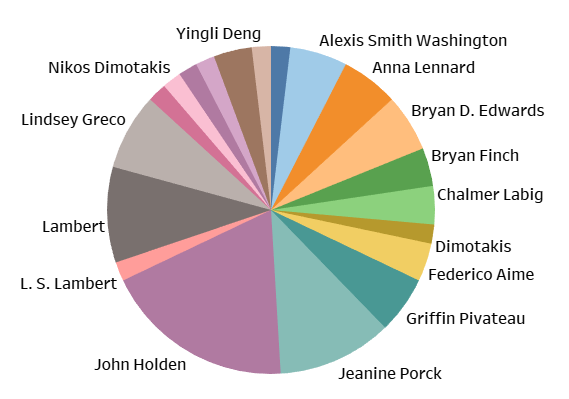 Yingli Deng
Alexis Smith Washington
Nikos Dimotakis
Anna Lennard
Bryan D. Edwards
Lindsey Greco
Bryan Finch
Chalmer Labig
Lambert
Dimotakis
Federico Aime
L. S. Lambert
Griffin Pivateau
John Holden
Jeanine Porck